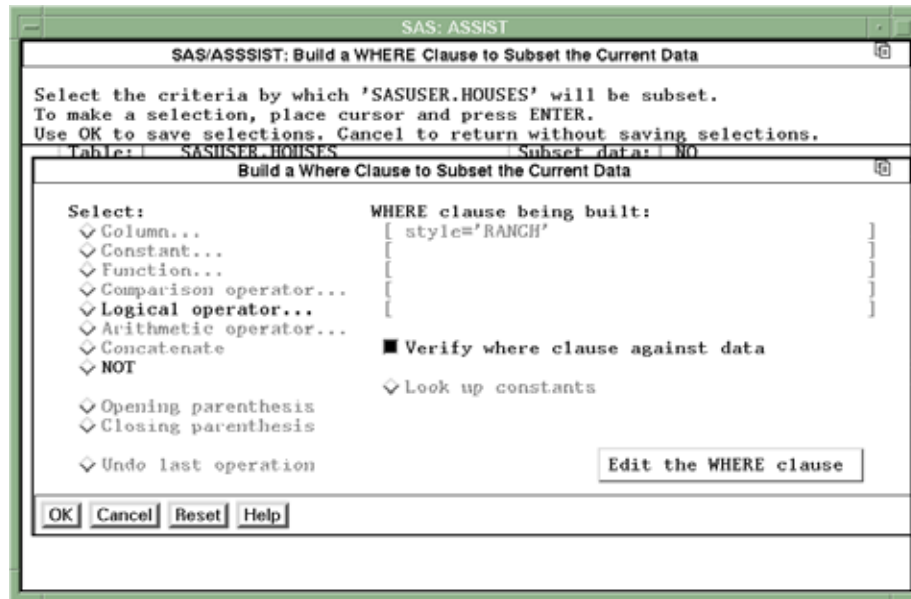 SAS: ASSIST
SAS/ASSSIST: Build a WHERE Clause to Subset the Current Data
Select the criteria by which 'SASUSER.HOUSES' will be subset.
To make a selection, place cursor and press ENTER.
Use OK to save selections. Cancel to return without saving selections.
Table: SASUSER.HOUSES Subset data: NO
Build a Where Clause to Subset the Current Data
Select: WHERE clause being built:
Column... [ style='RANCH' ]
Constant... [ ]
Function... [ ]
Comparison operator... [ ]
Logical operator... [ ]
Arithmetic operator...
Concatenate Verify where clause against data
NOT
Look up constants
Opening parenthesis
Closing parenthesis
Undo last operation Edit the WHERE clause
OK Cancel Reset Help